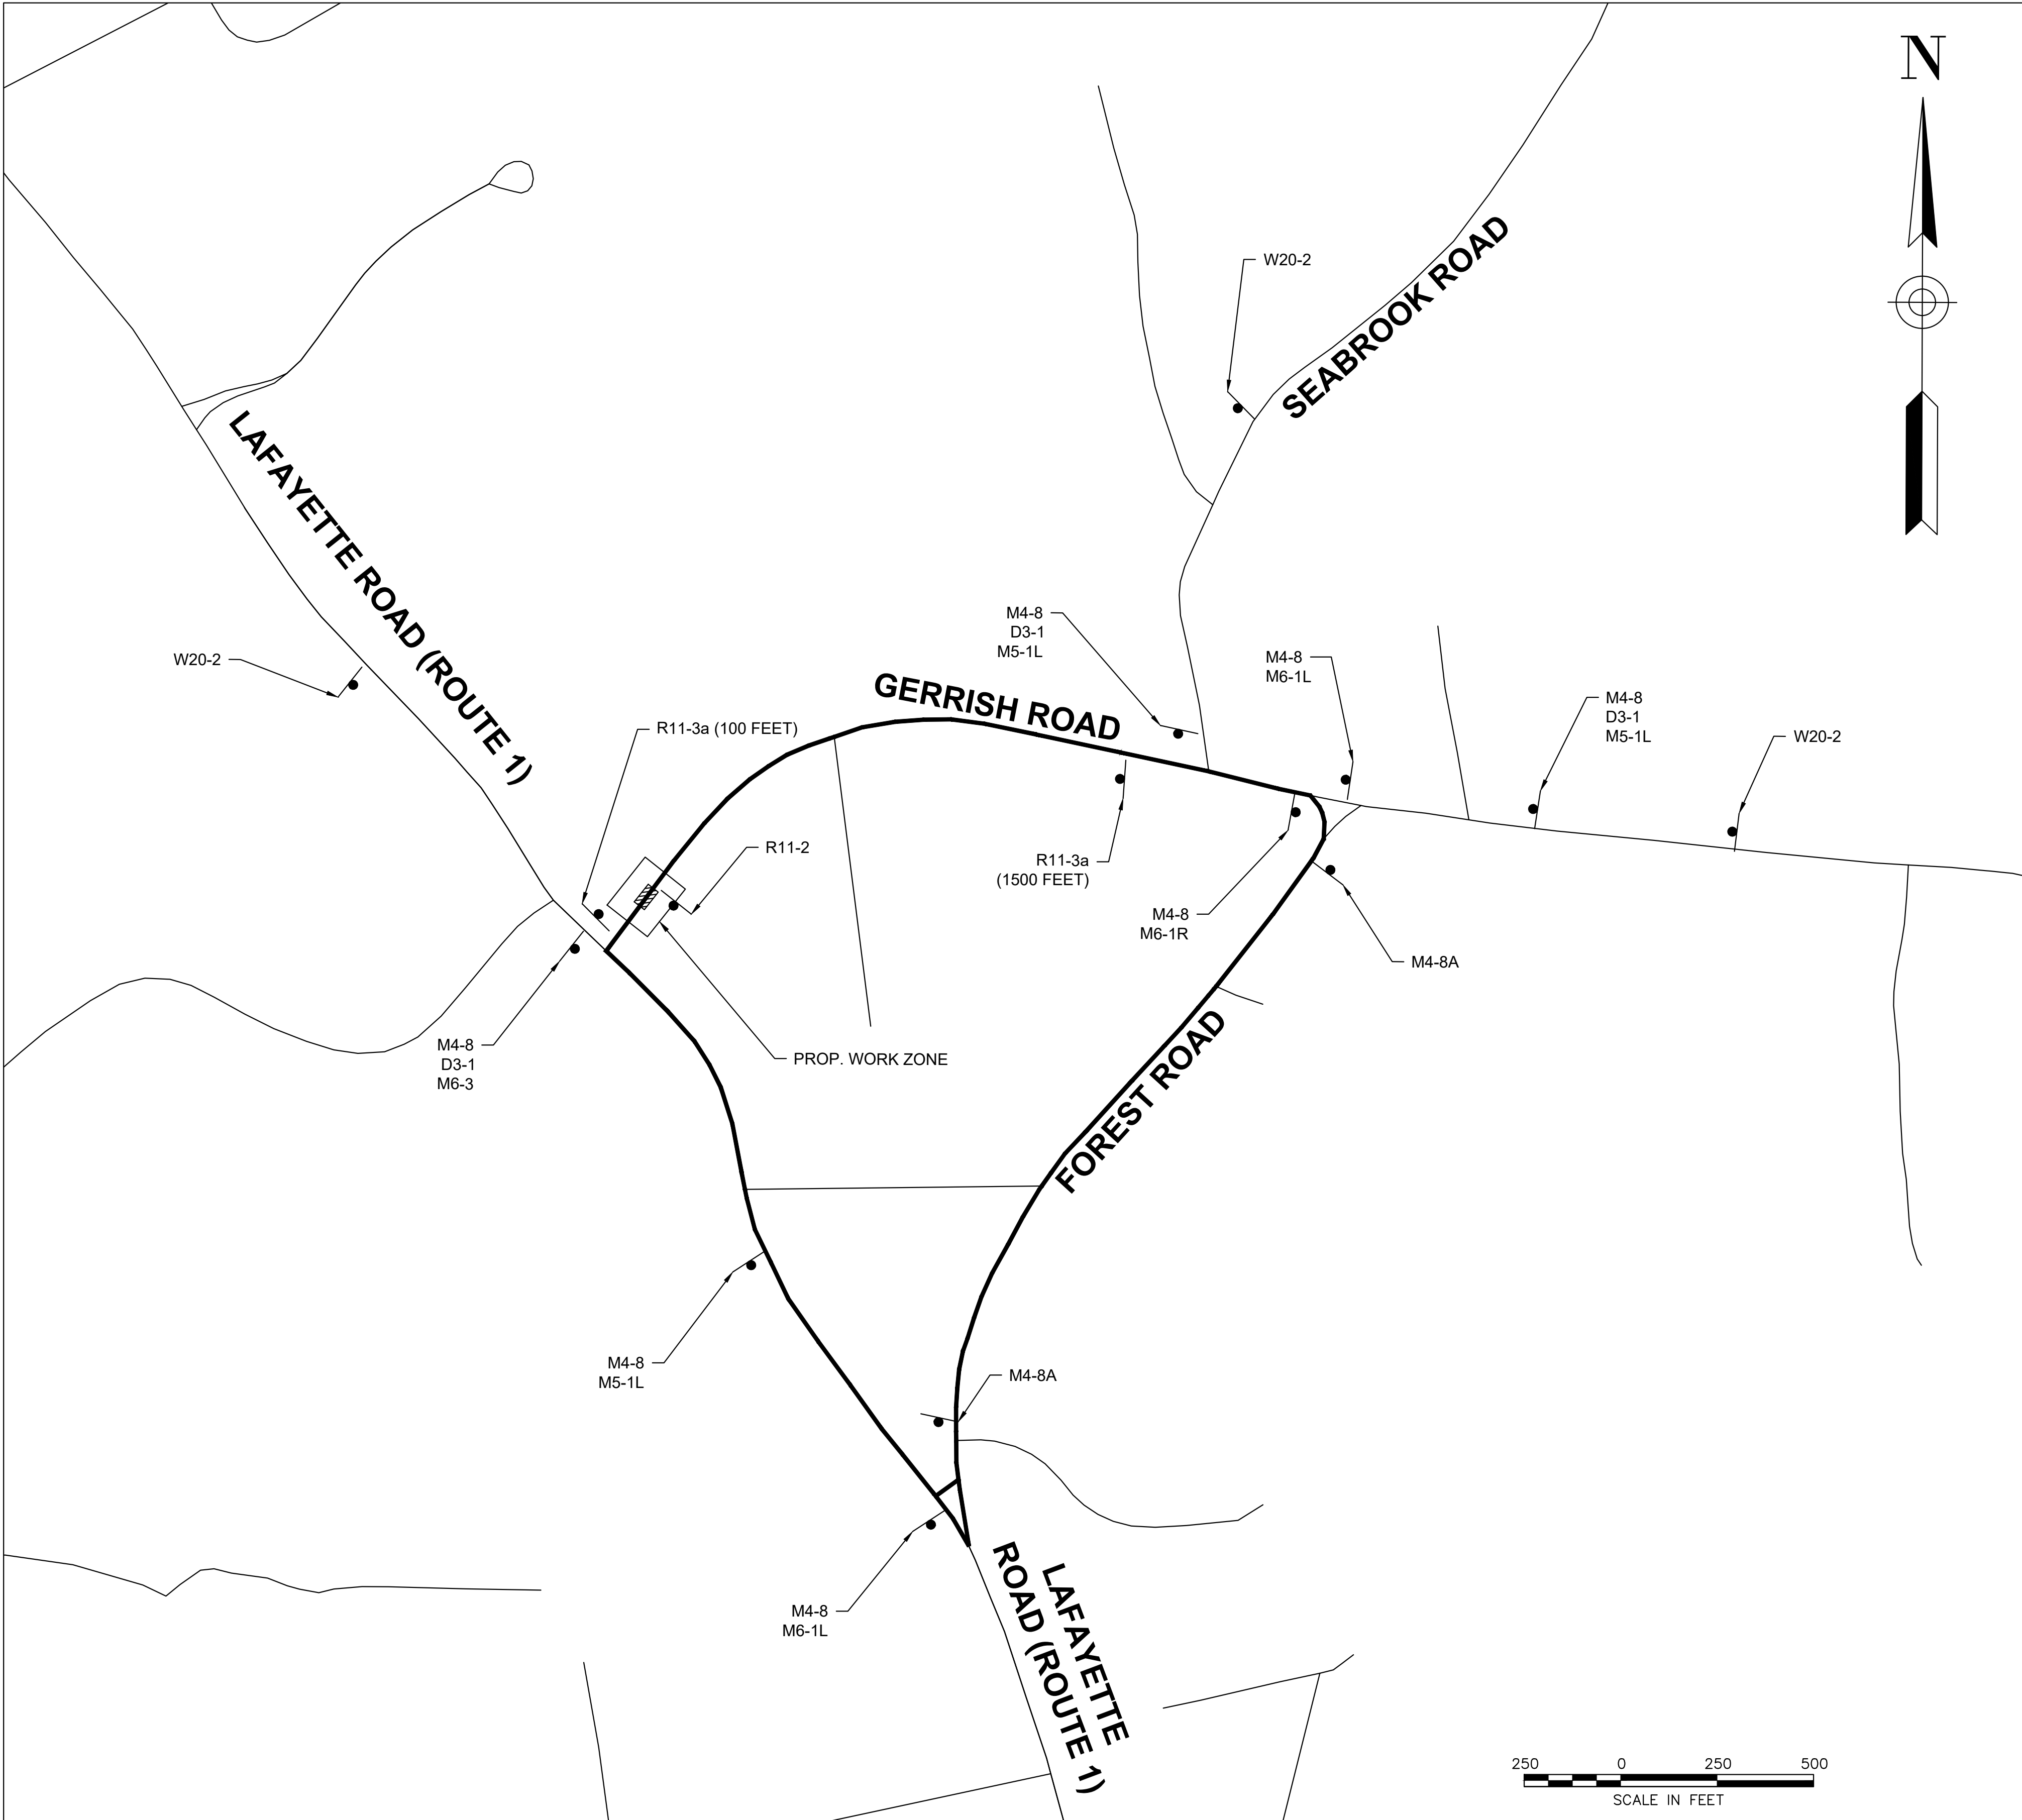 N
W20-2
SEABROOK ROAD
LAFAYETTE ROAD (ROUTE 1)
W20-2
M4-8
D3-1
M5-1L
M4-8
M6-1L
M4-8
D3-1
M5-1L
W20-2
GERRISH ROAD
R11-3a (100 FEET)
R11-2
R11-3a
(1500 FEET)
M4-8
M6-1R
M4-8A
M4-8
D3-1
M6-3
PROP. WORK ZONE
FOREST ROAD
M4-8
M5-1L
M4-8A
M4-8
M6-1L
LAFAYETTE
ROAD (ROUTE 1)
250 0 250 500
SCALE IN FEET